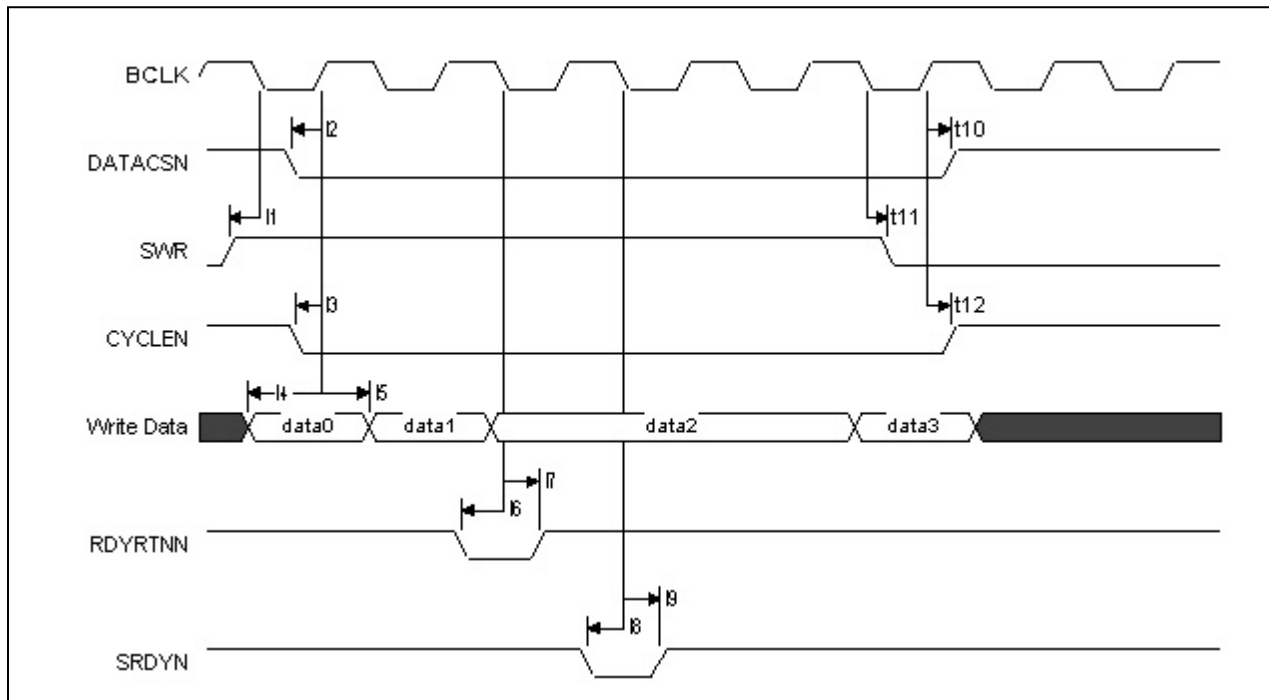 BCLK
t2
t10
DATACSN
t1
t11
SWR
t3
t12
CYCLEN
t4
t5
Write Data
data0
data1
data2
data3
t7
t6
RDYRTNN
t9
t8
SRDYN